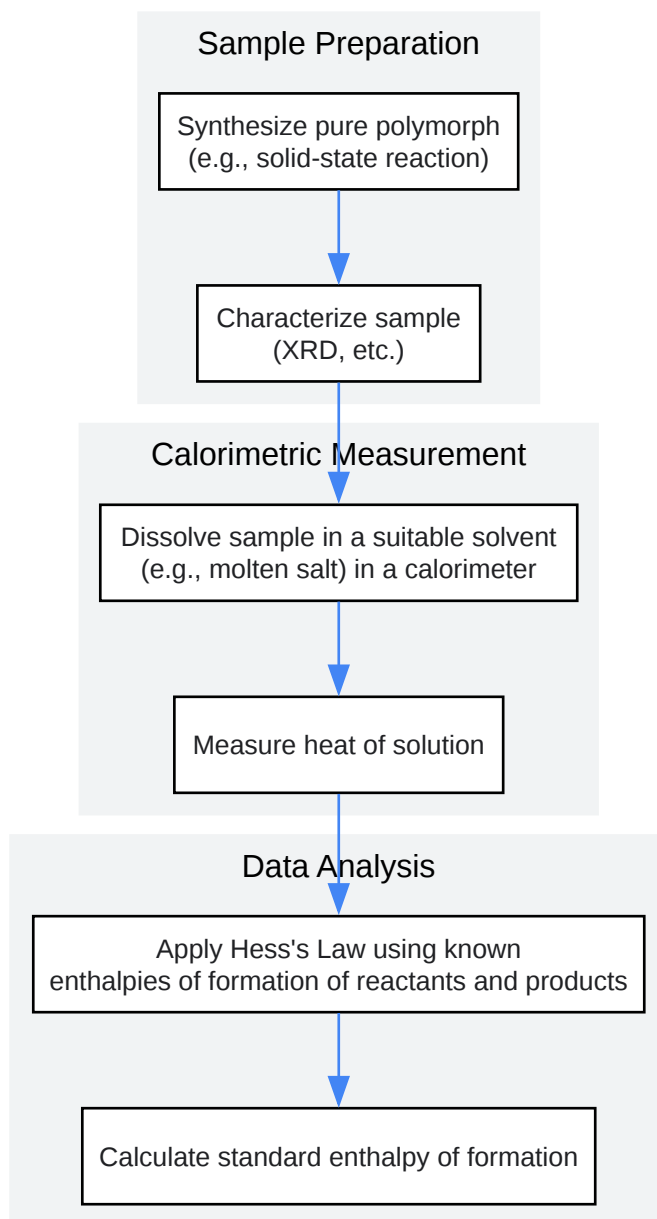 Sample Preparation
Synthesize pure polymorph
(e.g., solid-state reaction)
Characterize sample
(XRD, etc.)
Calorimetric Measurement
Dissolve sample in a suitable solvent
(e.g., molten salt) in a calorimeter
Measure heat of solution
Data Analysis
Apply Hess's Law using known
enthalpies of formation of reactants and products
Calculate standard enthalpy of formation